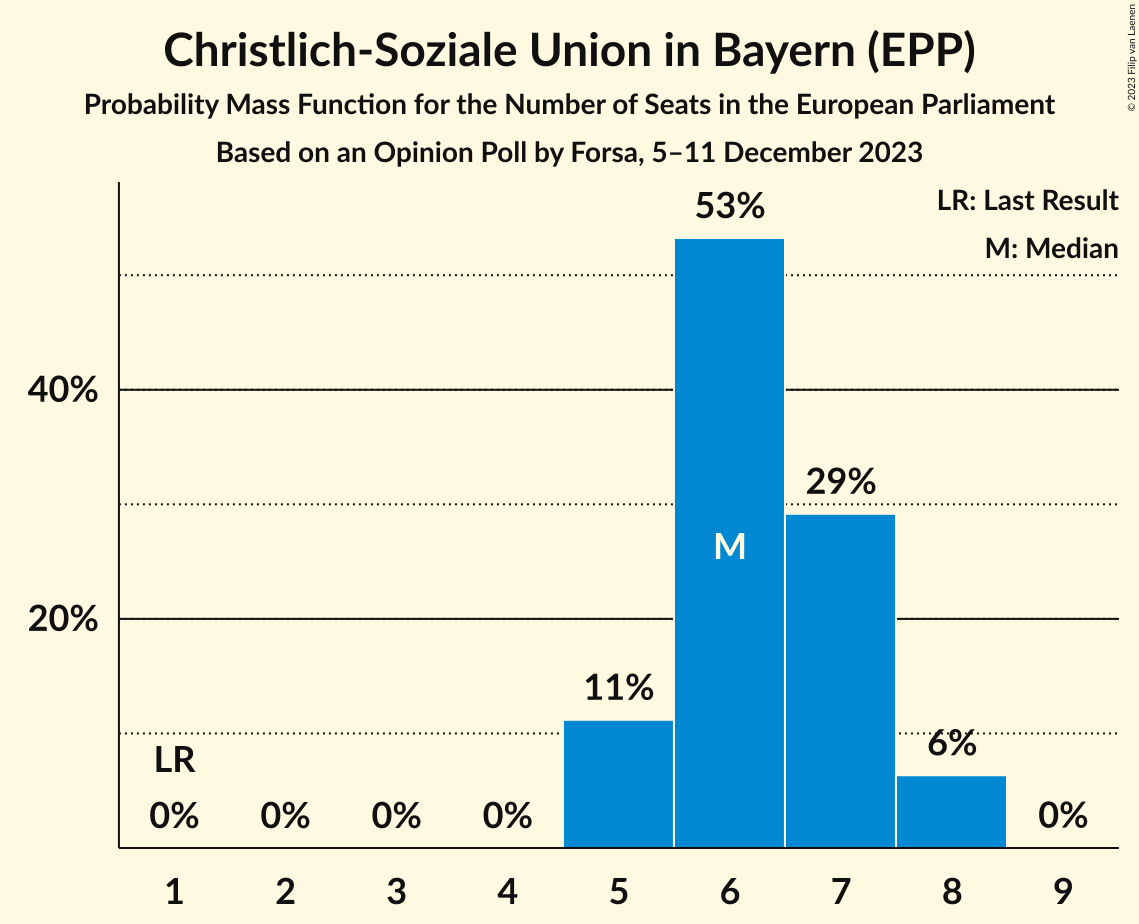 Christlich-Soziale Union in Bayern (EPP)
Probability Mass Function for the Number of Seats in the European Parliament
Based on an Opinion Poll by Forsa, 5–11 December 2023
© 2023 Filip van Laenen
LR: Last Result
M: Median
53%
40%
29%
M
20%
11%
6%
LR
0% 0% 0% 0% 0%
1 2 3 4 5 6 7 8 9